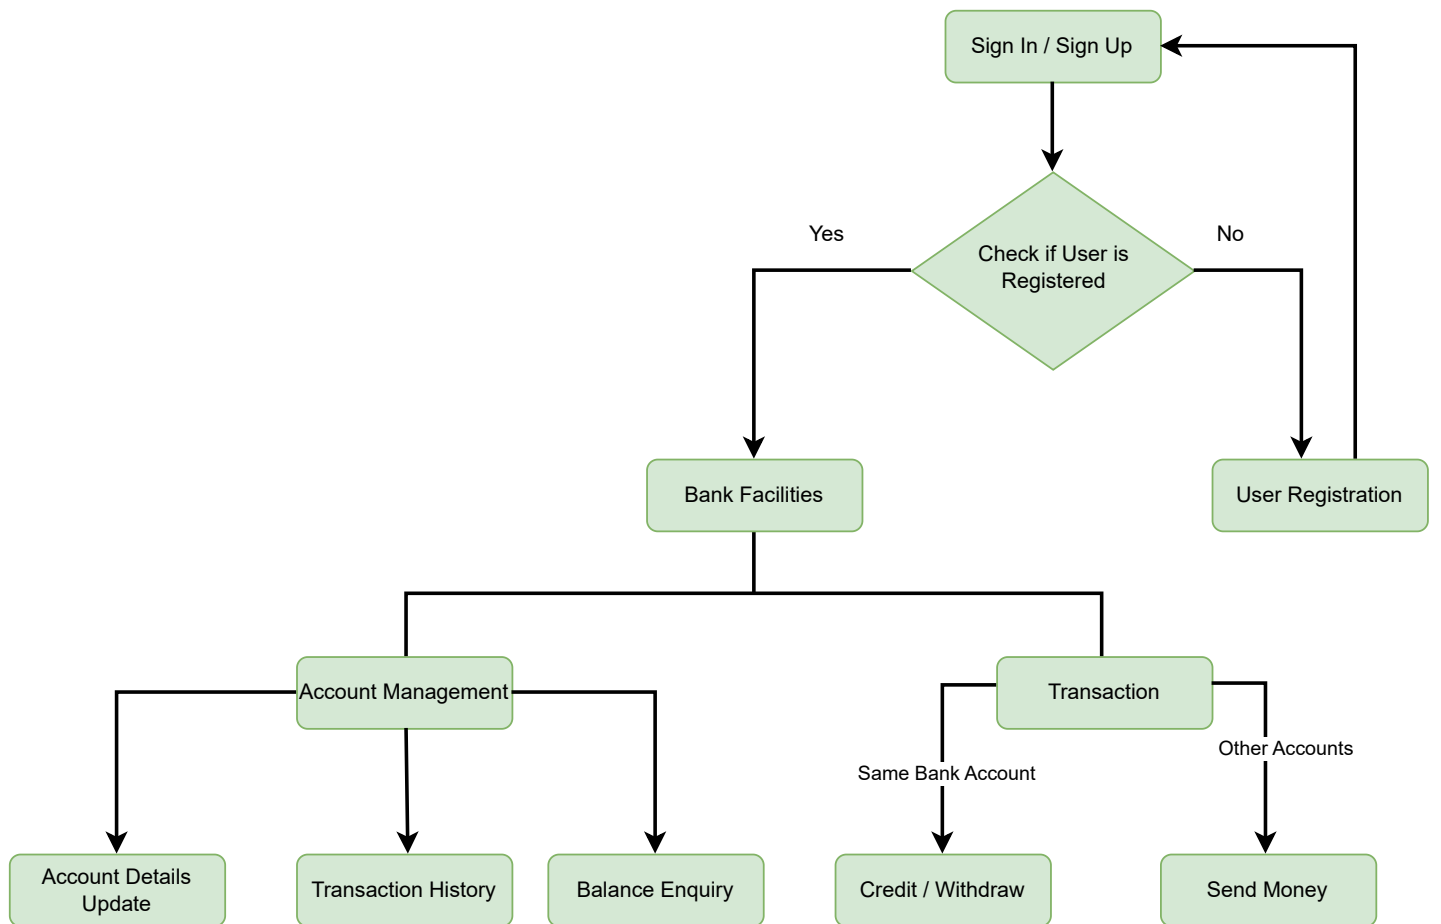 Sign In / Sign Up
Yes
No
Check if User is
Registered
Bank Facilities
User Registration
Account Management
Transaction
Other Accounts
Same Bank Account
Account Details
Update
Transaction History
Balance Enquiry
Credit / Withdraw
Send Money